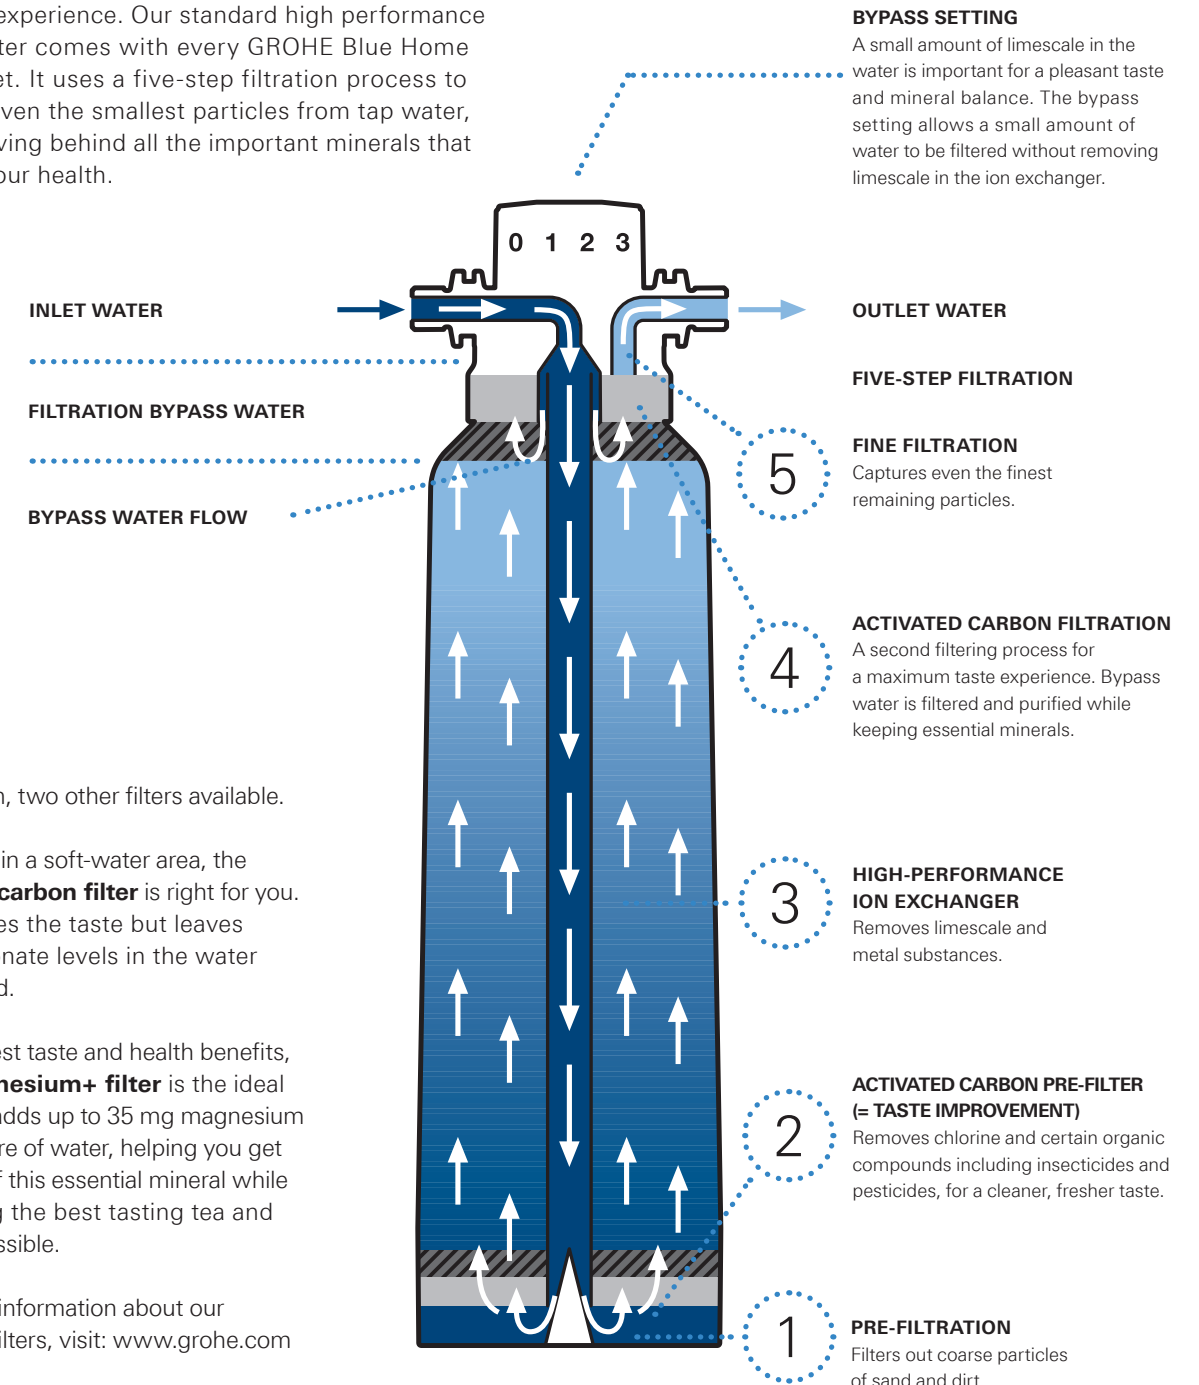 experience. Our standard high performance
ter comes with every GROHE Blue Home
et. It uses a five-step filtration process to
ven the smallest particles from tap water,
ving behind all the important minerals that
our health.
BYPASS SETTING
A small amount of limescale in the
water is important for a pleasant taste
and mineral balance. The bypass
setting allows a small amount of
water to be filtered without removing
limescale in the ion exchanger.
0 1 2 3
INLET WATER
OUTLET WATER
FIVE-STEP FILTRATION
FILTRATION BYPASS WATER
BYPASS WATER FLOW
5
FINE FILTRATION
Captures even the finest
remaining particles.
4
ACTIVATED CARBON FILTRATION
A second filtering process for
a maximum taste experience. Bypass
water is filtered and purified while
keeping essential minerals.
3
HIGH-PERFORMANCE
ION EXCHANGER
Removes limescale and
metal substances.
2
ACTIVATED CARBON PRE-FILTER
(= TASTE IMPROVEMENT)
Removes chlorine and certain organic
compounds including insecticides and
pesticides, for a cleaner, fresher taste.
1
PRE-FILTRATION
Filters out coarse particles
of sand and dirt
n, two other filters available.
in a soft-water area, the
carbon filter is right for you.
es the taste but leaves
nate levels in the water
d.
est taste and health benefits,
nesium+ filter is the ideal
adds up to 35 mg magnesium
re of water, helping you get
f this essential mineral while
g the best tasting tea and
ssible.
information about our
ilters, visit: www.grohe.com